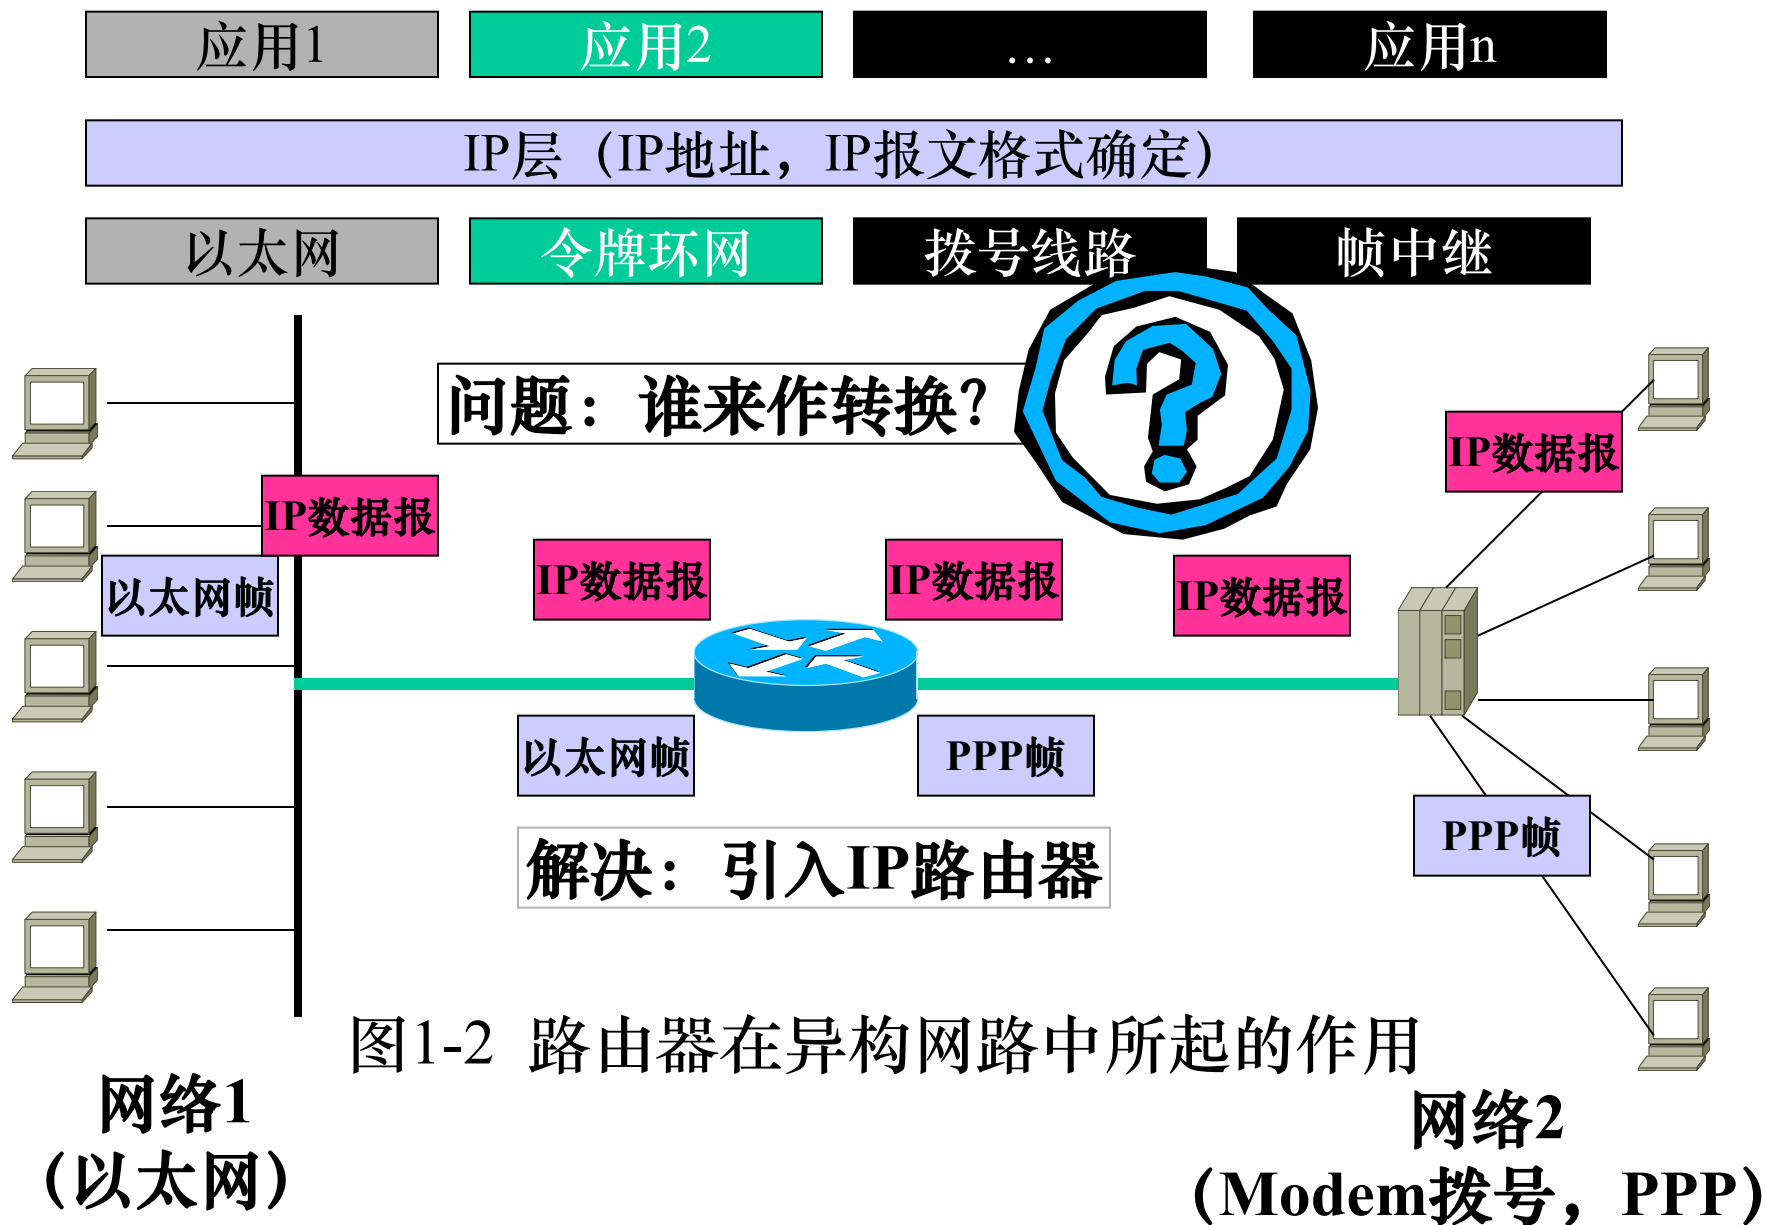 应用1
应用2
…
应用n
IP层（IP地址，IP报文格式确定）
以太网
令牌环网
拨号线路
帧中继
问题：谁来作转换？
IP数据报
IP数据报
以太网帧
IP数据报
IP数据报
IP数据报
以太网帧
PPP帧
PPP帧
解决：引入IP路由器
图1-2 路由器在异构网路中所起的作用
网络1
（以太网）
网络2
（Modem拨号，PPP）